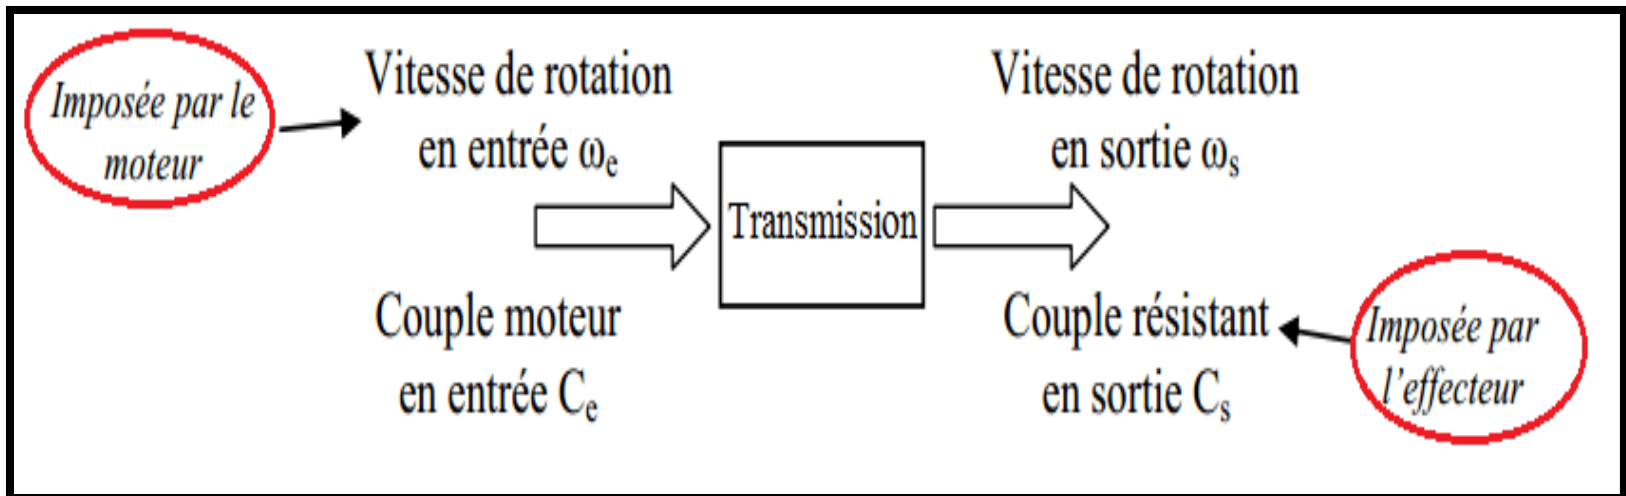 Imposée par le
moteur
Vitesse de rotation
en entrée ωe
Vitesse de rotation
en sortie ωs
Transmission
Couple moteur
en entrée Ce
Couple résistant
en sortie Cs
Imposée par
l'effecteur